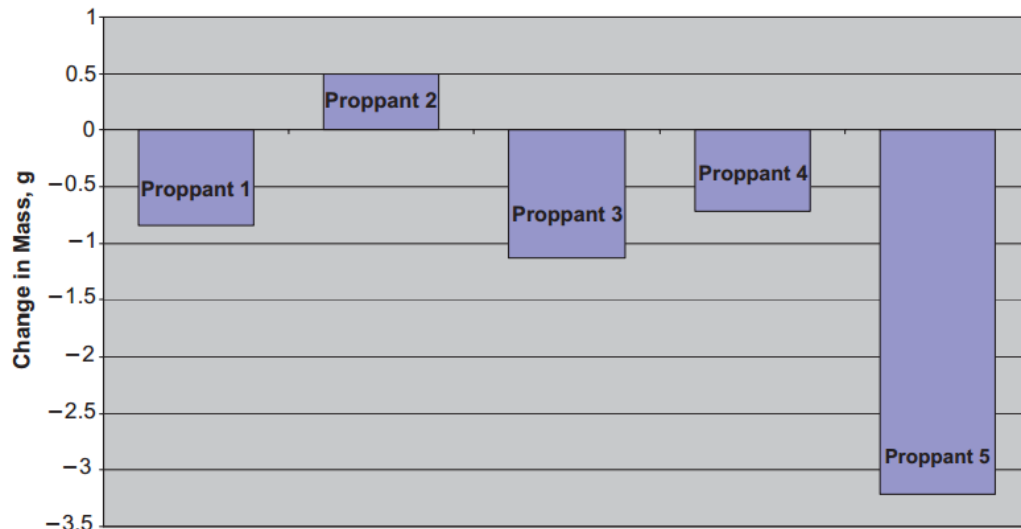 1
0.5
0
−0.5
−1
−1.5
−2
−2.5
−3
−3.5
Change in Mass, g
Proppant 1
Proppant 2
Proppant 3
Proppant 4
Proppant 5